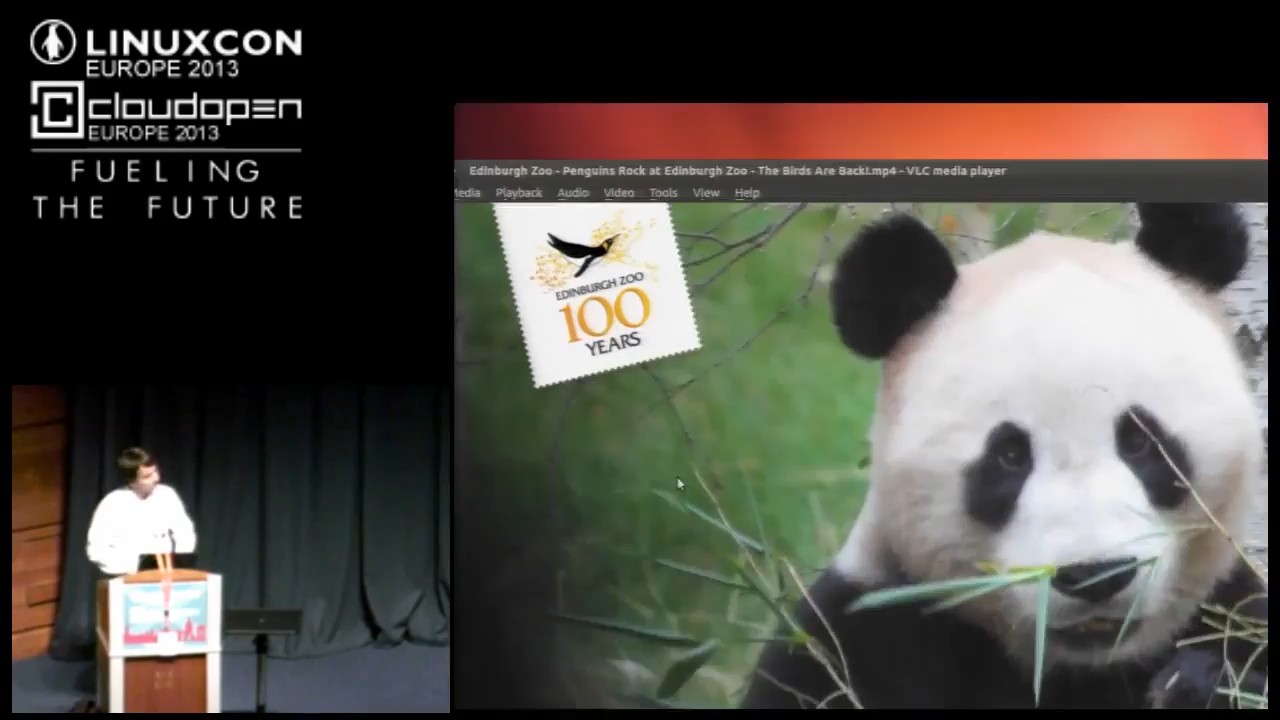 LINUXCON
EUROPE 2013
cloudopen
EUROPE 2013
FUELING
THE FUTURE
Edinburgh Zoo - Penguins Rock at Edinburgh Zoo - The Birds Are Back!.mp4 - VLC media player
Media Playback Audio Video Tools View Help
EDINBURGH ZOO
100
YEARS